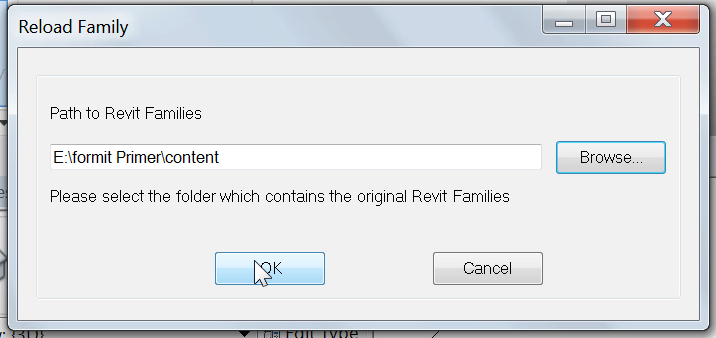 Reload Family
Path to Revit Families
E:\formit Primer\content
Browse...
Please select the folder which contains the original Revit Families
OK
Cancel
{3D}
Edit Type